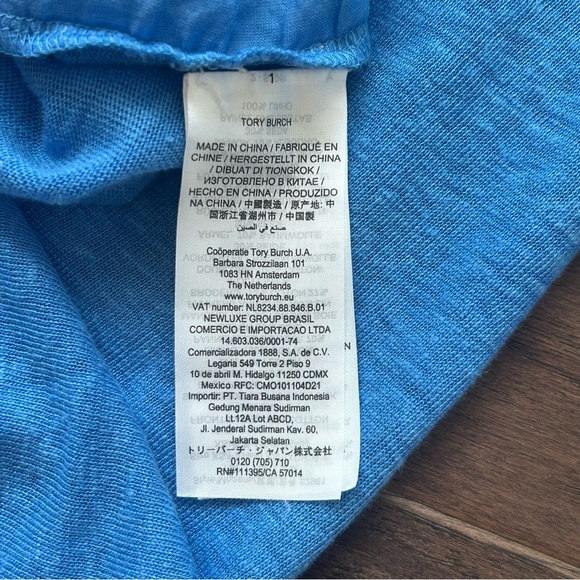 1
TORY BURCH
MADE IN CHINA / FABRIQUÉ EN
CHINE / HERGESTELLT IN CHINA
/ DIBUAT DI TIONGKOK /
ИЗГОТОВЛЕНО В КИТАЕ /
HECHO EN CHINA / PRODUZIDO
NA CHINA / 中國製造 / 原产地: 中
国浙江省湖州市 / 中国製
صنع في الصين
Coöperatie Tory Burch U.A.
Barbara Strozzilaan 101
1083 HN Amsterdam
The Netherlands
www.toryburch.eu
VAT number: NL8234.88.846.B.01
NEWLUXE GROUP BRASIL
COMERCIO E IMPORTACAO LTDA
14.603.036/0001-74
Comercializadora 1888, S.A. de C.V.
Legaria 549 Torre 2 Piso 9
10 de abril M. Hidalgo 11250 CDMX
Mexico RFC: CMO101104D21
Importir: PT. Tiara Busana Indonesia
Gedung Menara Sudirman
Lt.12A Lot ABCD,
Jl. Jenderal Sudirman Kav. 60,
Jakarta Selatan
トリーバーチ・ジャパン株式会社
0120 (705) 710
RN#111395/CA 57014